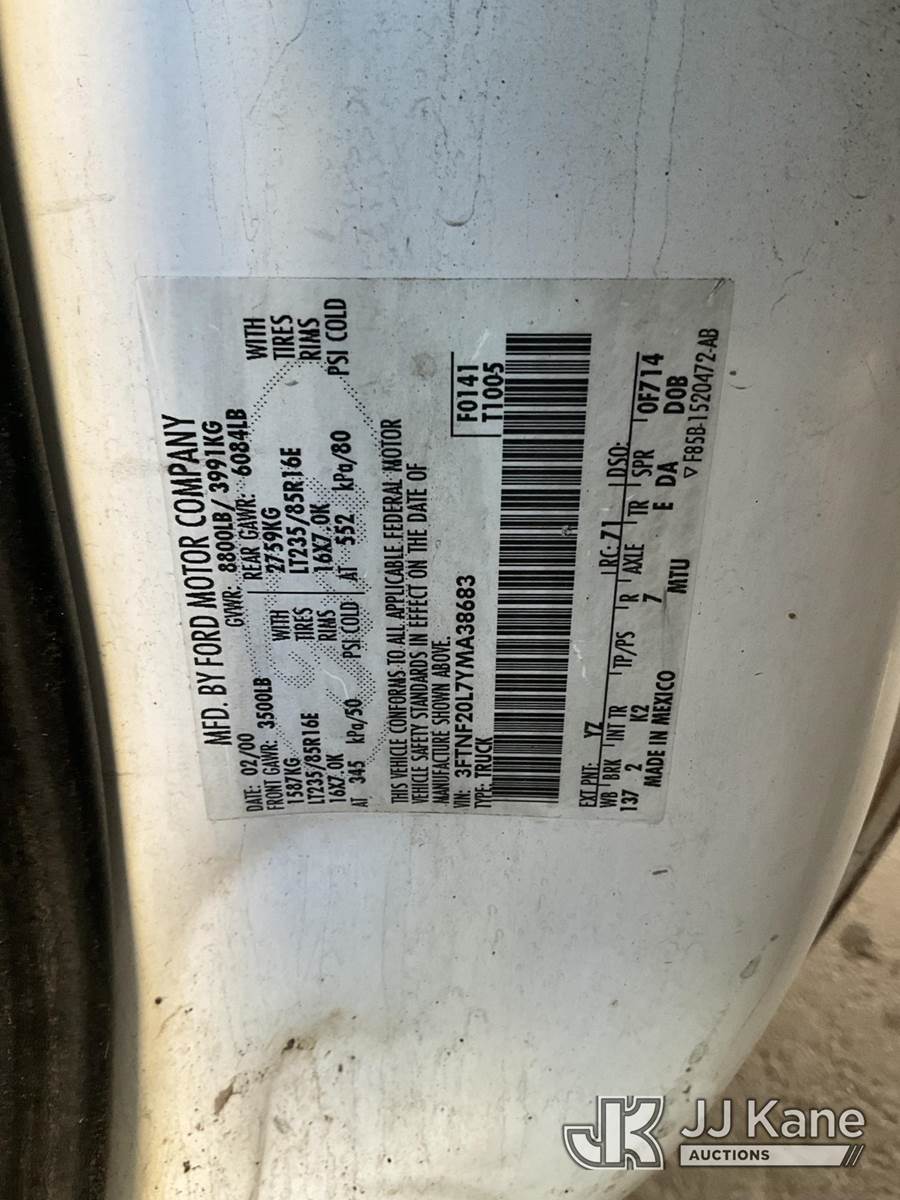 MFD. BY FORD MOTOR COMPANY
DATE: 02/00 GVWR: 8800LB/ 3991KG
FRONT GAWR: 3500LB REAR GAWR: 6084LB
1587KG WITH 2759KG WITH
LT235/85R16E TIRES LT235/85R16E TIRES
16X7.0K RIMS 16X7.0K RIMS
AT 345 kPa/50 PSI COLD AT 552 kPa/80 PSI COLD
THIS VEHICLE CONFORMS TO ALL APPLICABLE FEDERAL MOTOR
VEHICLE SAFETY STANDARDS IN EFFECT ON THE DATE OF
MANUFACTURE SHOWN ABOVE.
VIN: 3FTNF20L7YMA38683 F0141
TYPE: TRUCK T1005
EXT PNT: YZ RC: 71 DSO:
WB BRK INT TR TP/PS R AXLE TR SPR 0F714
137 2 K2 7 E DA D0B
MADE IN MEXICO MTU ▽ F85B-1520472-AB
JK JJ Kane
AUCTIONS